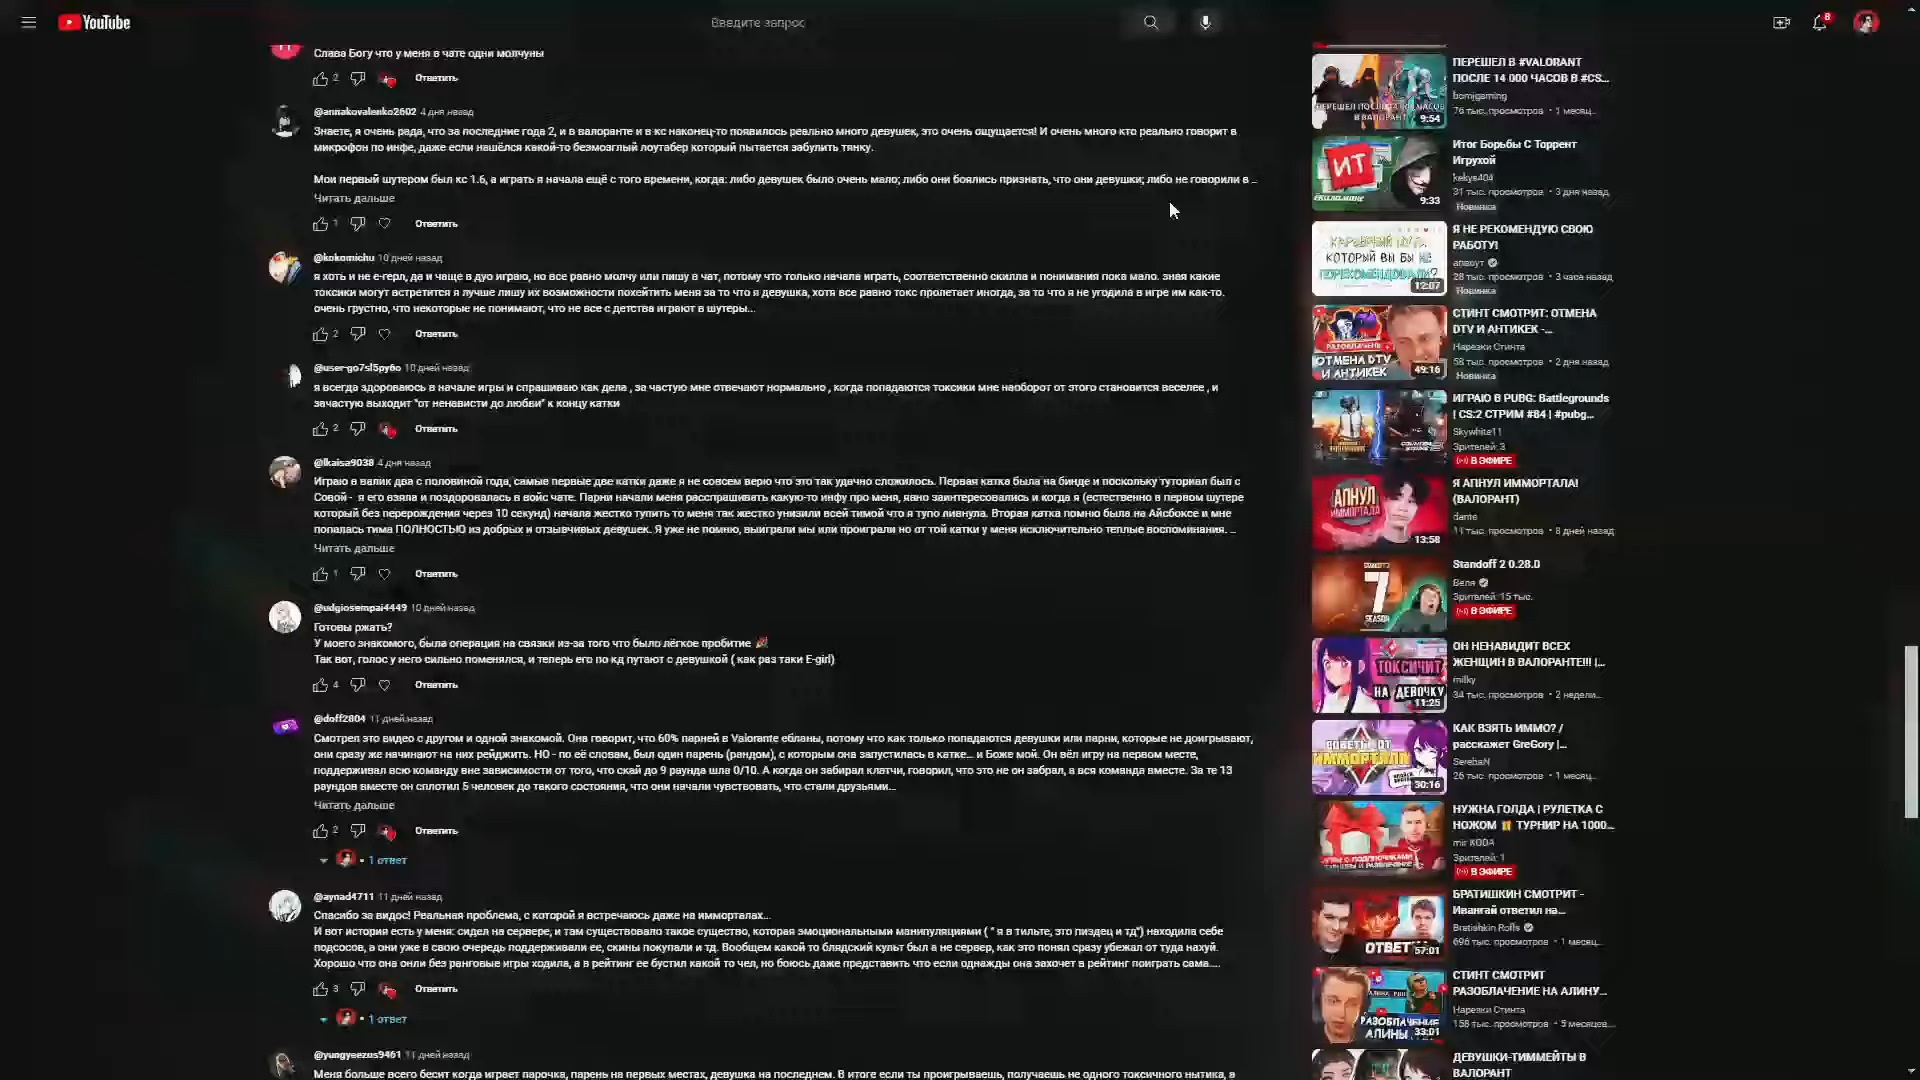 YouTube
Введите запрос
8
Слава Богу что у меня в чате одни молчуны
2
Ответить
@annakovalenko2602 4 дня назад
Знаете, я очень рада, что за последние года 2, и в валоранте и в кс наконец-то появилось реально много девушек, это очень ощущается! И очень много кто реально говорит в
микрофон по инфе, даже если нашёлся какой-то безмозглый лоутабер который пытается забулить тянку.
Мои первый шутером был кс 1.6, а играть я начала ещё с того времени, когда: либо девушек было очень мало; либо они боялись признать, что они девушки; либо не говорили в ...
Читать дальше
1
Ответить
@kokomichu 10 дней назад
я хоть и не е-герл, да и чаще в дуо играю, но все равно молчу или пишу в чат, потому что только начала играть, соответственно скилла и понимания пока мало. зная какие
токсики могут встретится я лучше лишу их возможности похейтить меня за то что я девушка, хотя все равно токс пролетает иногда, за то что я не угодила в игре им как-то.
очень грустно, что некоторые не понимают, что не все с детства играют в шутеры...
2
Ответить
@user-go7sl5py6o 10 дней назад
я всегда здороваюсь в начале игры и спрашиваю как дела , за частую мне отвечают нормально , когда попадаются токсики мне наоборот от этого становится веселее , и
зачастую выходит "от ненависти до любви" к концу катки
2
Ответить
@lkaisa9038 4 дня назад
Играю в валик два с половиной года, самые первые две катки даже я не совсем верю что это так удачно сложилось. Первая катка была на бинде и поскольку туториал был с
Совой - я его взяла и поздоровалась в войс чате. Парни начали меня расспрашивать какую-то инфу про меня, явно заинтересовались и когда я (естественно в первом шутере
который без перерождения через 10 секунд) начала жестко тупить то меня так жестко унизили всей тимой что я тупо ливнула. Вторая катка помню была на Айсбоксе и мне
попалась тима ПОЛНОСТЬЮ из добрых и отзывчивых девушек. Я уже не помню, выиграли мы или проиграли но от той катки у меня исключительно теплые воспоминания. ...
Читать дальше
1
Ответить
@udgiosempai4449 10 дней назад
Готовы ржать?
У моего знакомого, была операция на связки из-за того что было лёгкое пробитие 🎉
Так вот, голос у него сильно поменялся, и теперь его по кд путают с девушкой ( как раз таки E-girl)
4
Ответить
@doff2804 11 дней назад
Смотрел это видео с другом и одной знакомой. Она говорит, что 60% парней в Valorante ебланы, потому что как только попадаются девушки или парни, которые не доигрывают,
они сразу же начинают на них рейджить. НО - по её словам, был один парень (рандом), с которым она запустилась в катке... и Боже мой. Он вёл игру на первом месте,
поддерживал всю команду вне зависимости от того, что скай до 9 раунда шла 0/10. А когда он забирал клатчи, говорил, что это не он забрал, а вся команда вместе. За те 13
раундов вместе он сплотил 5 человек до такого состояния, что они начали чувствовать, что стали друзьями...
Читать дальше
2
Ответить
• 1 ответ
@aynad4711 11 дней назад
Спасибо за видос! Реальная проблема, с которой я встречаюсь даже на имморталах...
И вот история есть у меня: сидел на сервере, и там существовало такое существо, которая эмоциональными манипуляциями ( " я в тильте, это пиздец и тд") находила себе
подсосов, а они уже в свою очередь поддерживали ее, скины покупали и тд. Вообщем какой то блядский культ был а не сервер, как это понял сразу убежал от туда нахуй.
Хорошо что она онли без ранговые игры ходила, а в рейтинг ее бустил какой то чел, но боюсь даже представить что если однажды она захочет в рейтинг поиграть сама....
3
Ответить
• 1 ответ
@yungyeezus9461 11 дней назад
Меня больше всего бесит когда играет парочка, парень на первых местах, девушка на последнем. В итоге если ты проигрываешь, получаешь не одного токсичного нытика, а
9:54
ПЕРЕШЕЛ В #VALORANT
ПОСЛЕ 14 000 ЧАСОВ В #CS...
bomjgaming
76 тыс. просмотров • 1 месяц...
ИТ
9:33
Итог Борьбы С Торрент
Игрухой
kekys404
31 тыс. просмотров • 3 дня назад
Новинка
КОТОРЫЙ ВЫ БЫ НЕ
12:07
Я НЕ РЕКОМЕНДУЮ СВОЮ
РАБОТУ!
28 тыс. просмотров • 3 часа назад
Новинка
ОТМЕНА DTV
И АНТИКЕК
49:16
СТИНТ СМОТРИТ: ОТМЕНА
DTV И АНТИКЕК -...
Нарезки Стинта
58 тыс. просмотров • 2 дня назад
Новинка
ИГРАЮ В PUBG: Battlegrounds
| CS:2 СТРИМ #84 | #pubg...
Skywhite11
Зрителей: 3
В ЭФИРЕ
АПНУЛ
ИММОРТАЛА
13:58
Я АПНУЛ ИММОРТАЛА!
(ВАЛОРАНТ)
dante
11 тыс. просмотров • 8 дней назад
7
SEASON
Standoff 2 0.28.0
Веля
Зрителей: 15 тыс.
В ЭФИРЕ
ТОКСИЧИТ
НА ДЕВОЧКУ
11:25
ОН НЕНАВИДИТ ВСЕХ
ЖЕНЩИН В ВАЛОРАНТЕ!!! |...
milky
34 тыс. просмотров • 2 недели...
СОВЕТЫ ОТ
ИММОРТАЛА
30:16
КАК ВЗЯТЬ ИММО? /
расскажет GreGory |...
SerehaN
26 тыс. просмотров • 1 месяц...
НУЖНА ГОЛДА | РУЛЕТКА С
НОЖОМ 🎁 ТУРНИР НА 1000...
mir KODA
Зрителей: 1
В ЭФИРЕ
ОТВЕТ
57:01
БРАТИШКИН СМОТРИТ -
Ивангай ответил на...
Bratishkin Rolls
696 тыс. просмотров • 1 месяц...
РАЗОБЛАЧЕНИЕ
АЛИНЫ
33:01
СТИНТ СМОТРИТ
РАЗОБЛАЧЕНИЕ НА АЛИНУ...
Нарезки Стинта
158 тыс. просмотров • 5 месяцев...
ДЕВУШКИ-ТИММЕЙТЫ В
ВАЛОРАНТ